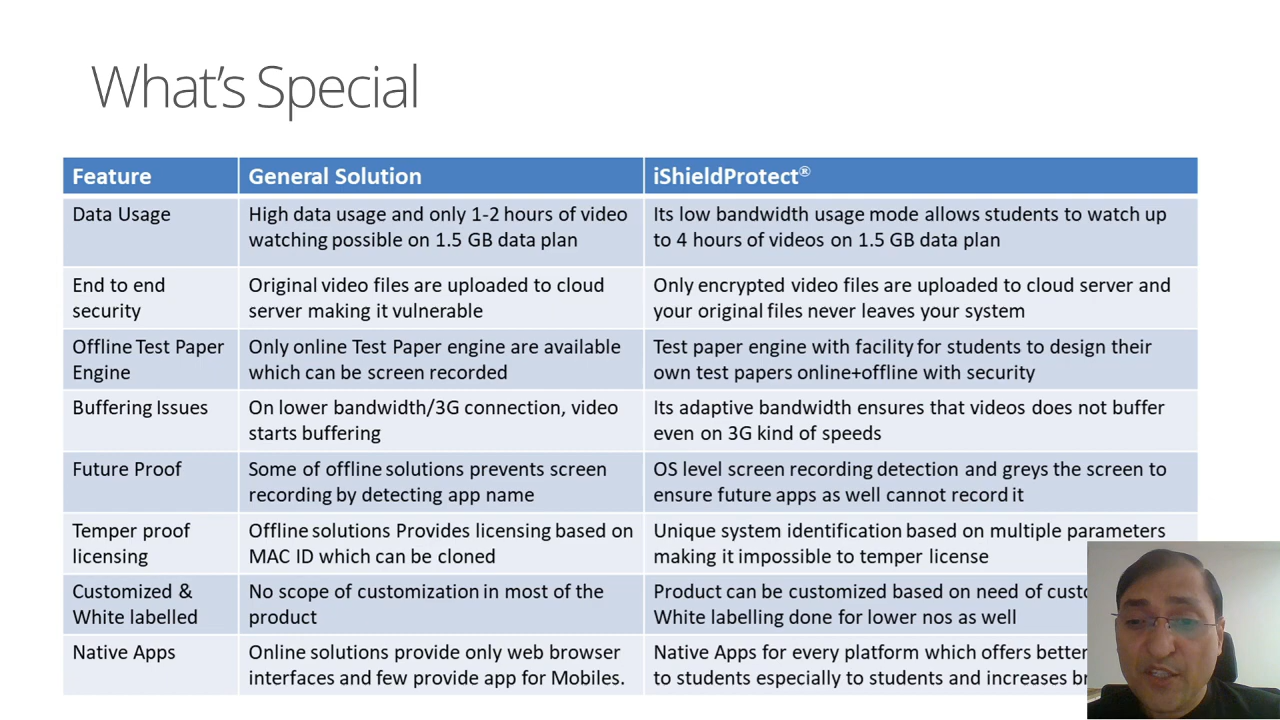 What's Special
Feature
General Solution
iShieldProtect®
Data Usage
High data usage and only 1-2 hours of video
watching possible on 1.5 GB data plan
Its low bandwidth usage mode allows students to watch up
to 4 hours of videos on 1.5 GB data plan
End to end
security
Original video files are uploaded to cloud
server making it vulnerable
Only encrypted video files are uploaded to cloud server and
your original files never leaves your system
Offline Test Paper
Engine
Only online Test Paper engine are available
which can be screen recorded
Test paper engine with facility for students to design their
own test papers online+offline with security
Buffering Issues
On lower bandwidth/3G connection, video
starts buffering
Its adaptive bandwidth ensures that videos does not buffer
even on 3G kind of speeds
Future Proof
Some of offline solutions prevents screen
recording by detecting app name
OS level screen recording detection and greys the screen to
ensure future apps as well cannot record it
Temper proof
licensing
Offline solutions Provides licensing based on
MAC ID which can be cloned
Unique system identification based on multiple parameters
making it impossible to temper license
Customized &
White labelled
No scope of customization in most of the
product
Product can be customized based on need of
White labelling done for lower nos as well
Native Apps
Online solutions provide only web browser
interfaces and few provide app for Mobiles.
Native Apps for every platform which offers better
to students especially to students and increases